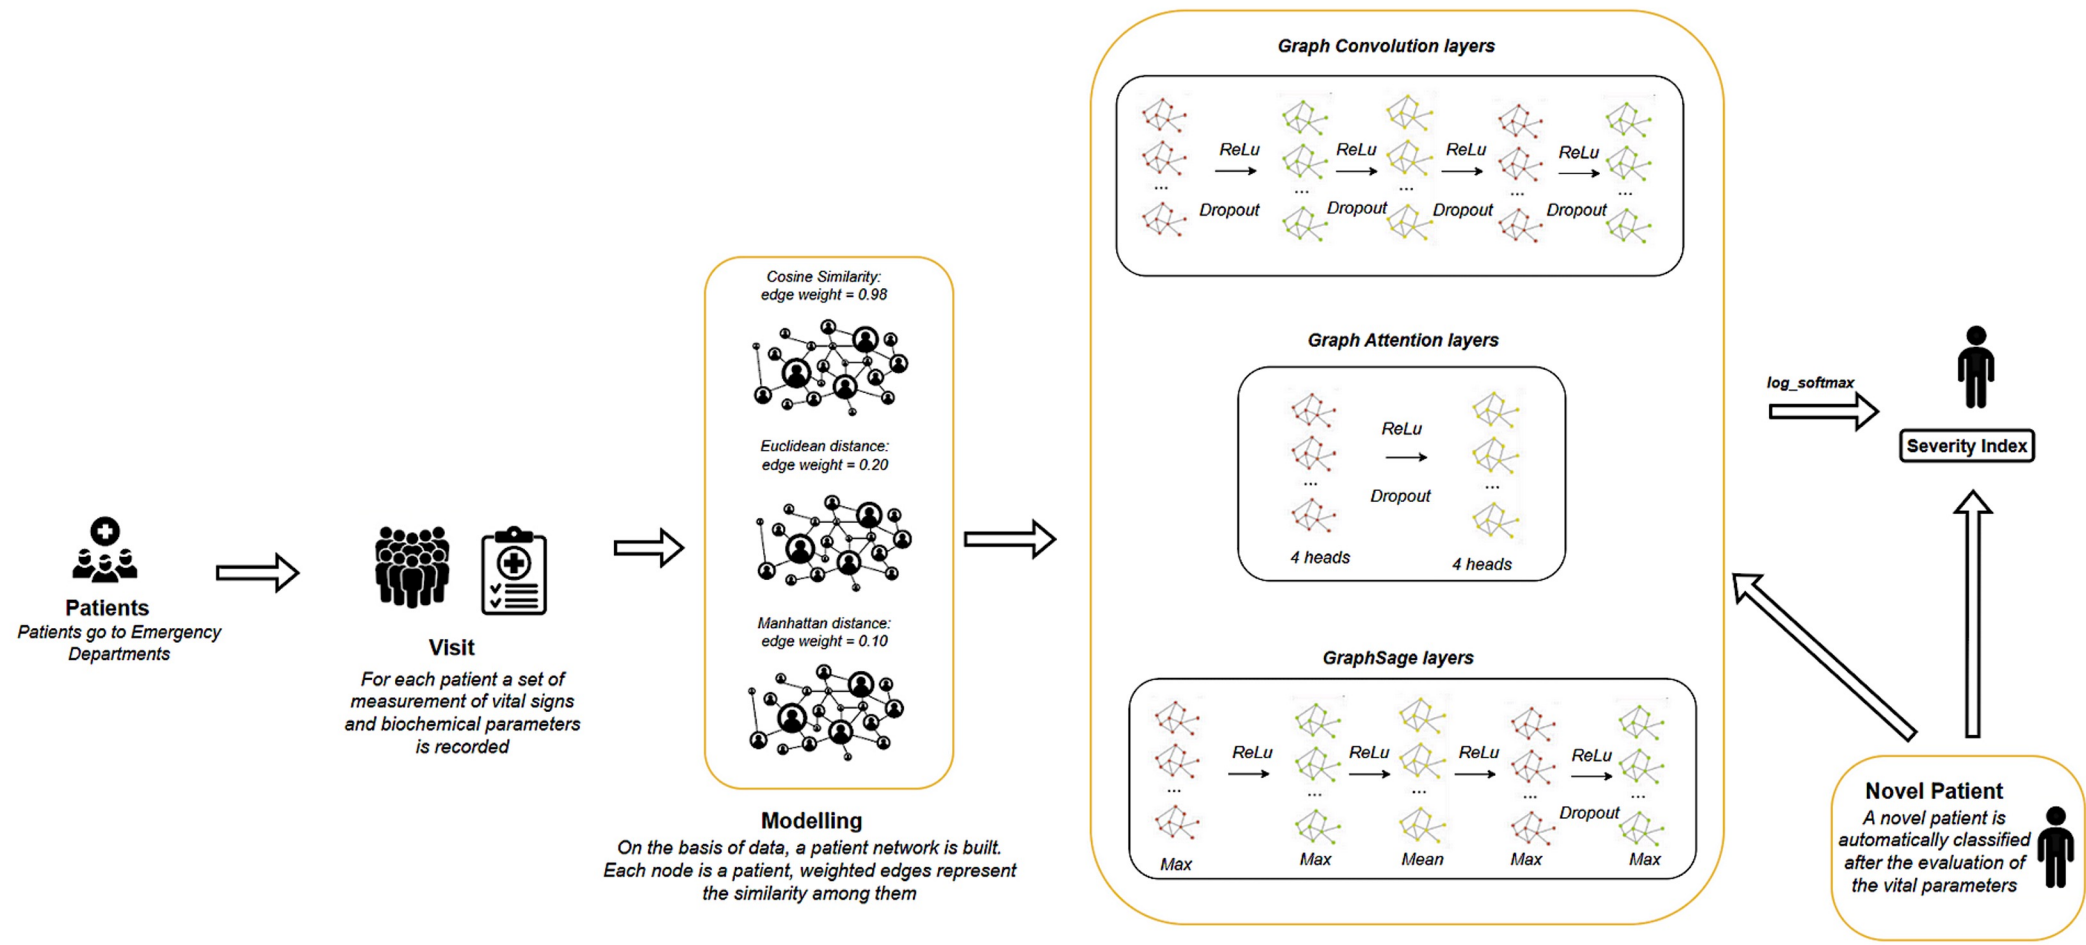 Patients
Patients go to Emergency
Departments
Visit
For each patient a set of
measurement of vital signs
and biochemical parameters
is recorded
Cosine Similarity:
edge weight = 0.98
Euclidean distance:
edge weight = 0.20
Manhattan distance:
edge weight = 0.10
Modelling
On the basis of data, a patient network is built.
Each node is a patient, weighted edges represent
the similarity among them
Graph Convolution layers
ReLu ReLu ReLu ReLu
... ... ... ... ...
Dropout Dropout Dropout Dropout
Graph Attention layers
ReLu
... ...
Dropout
4 heads 4 heads
GraphSage layers
ReLu ReLu ReLu ReLu
... ... ... ... ...
Dropout
Max Max Mean Max Max
log_softmax
Severity Index
Novel Patient
A novel patient is
automatically classified
after the evaluation of
the vital parameters